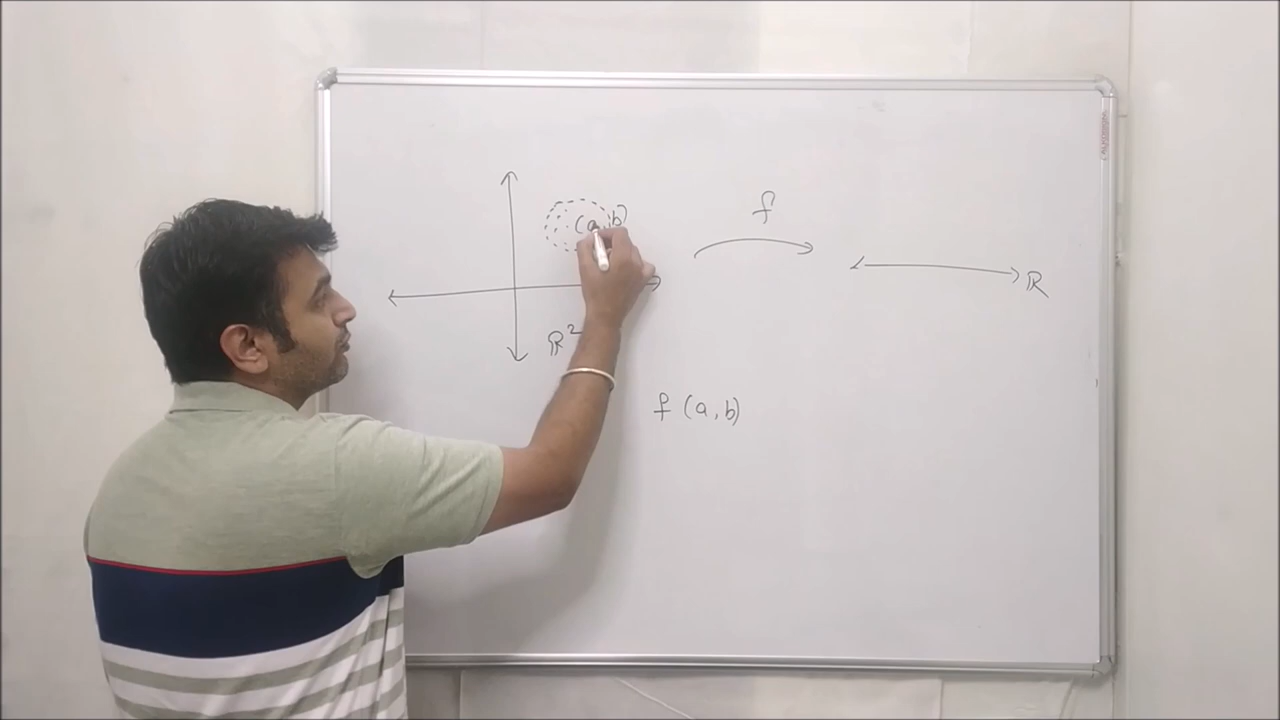 (a, b)
f
ℝ
ℝ²
f (a, b)